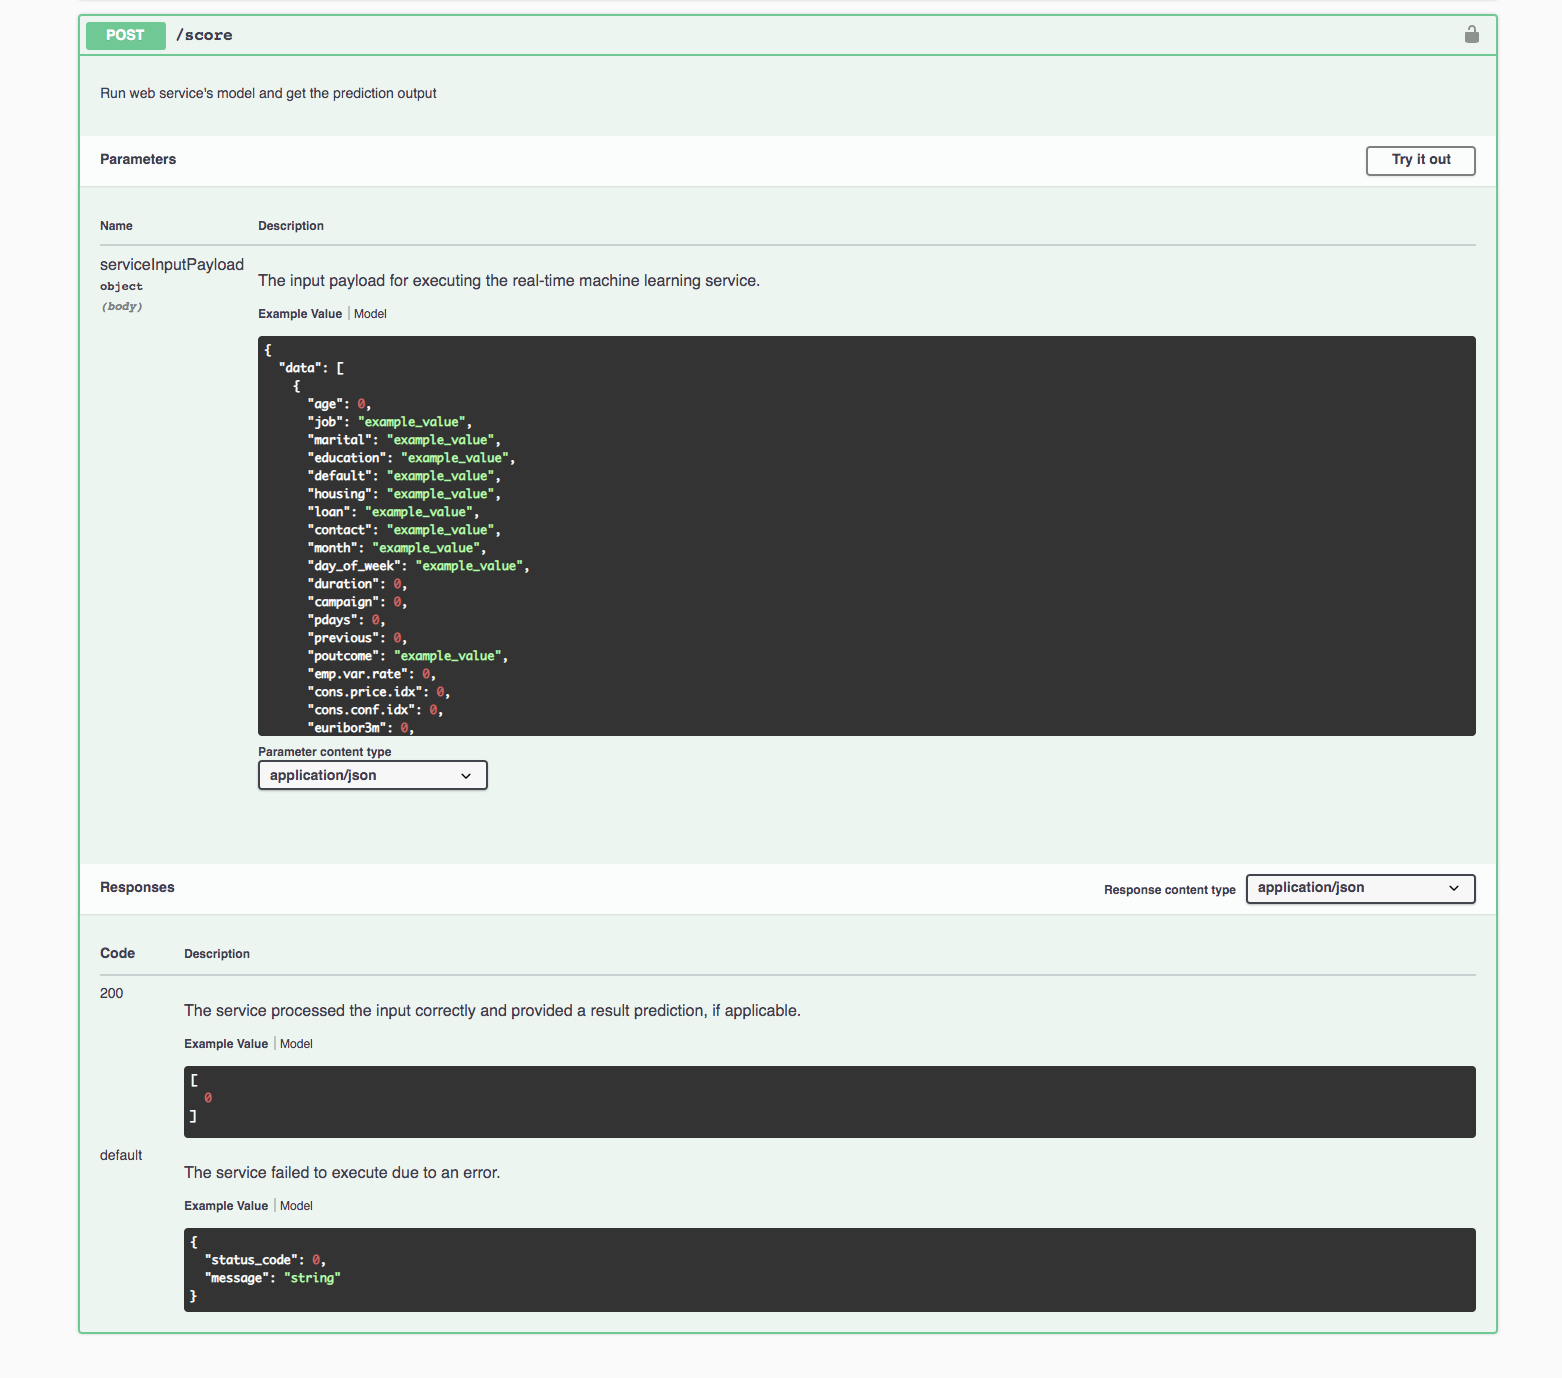 POST /score
Run web service's model and get the prediction output
Parameters
Try it out
Name Description
serviceInputPayload
object
(body)
The input payload for executing the real-time machine learning service.
Example Value | Model
{
"data": [
{
"age": 0,
"job": "example_value",
"marital": "example_value",
"education": "example_value",
"default": "example_value",
"housing": "example_value",
"loan": "example_value",
"contact": "example_value",
"month": "example_value",
"day_of_week": "example_value",
"duration": 0,
"campaign": 0,
"pdays": 0,
"previous": 0,
"poutcome": "example_value",
"emp.var.rate": 0,
"cons.price.idx": 0,
"cons.conf.idx": 0,
"euribor3m": 0,
Parameter content type
application/json
Responses
Response content type application/json
Code Description
200
The service processed the input correctly and provided a result prediction, if applicable.
Example Value | Model
[
0
]
default
The service failed to execute due to an error.
Example Value | Model
{
"status_code": 0,
"message": "string"
}